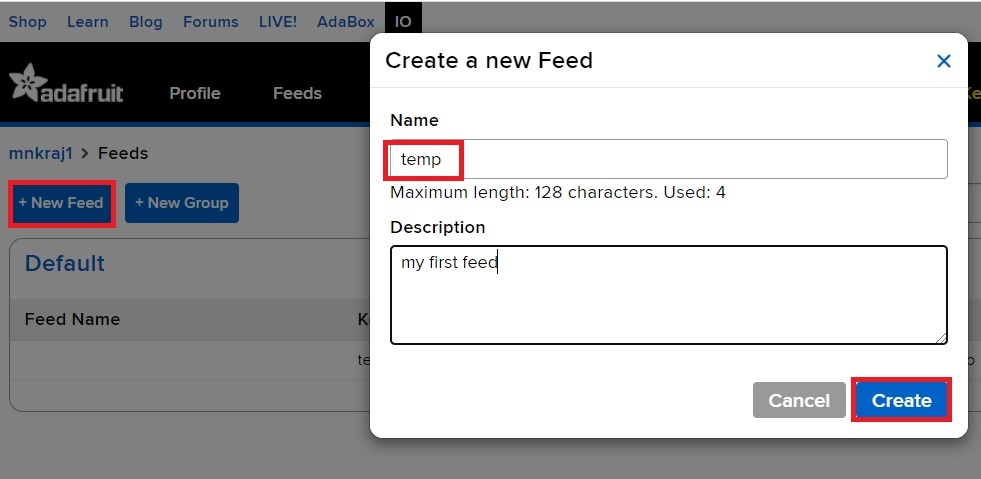 Shop Learn Blog Forums LIVE! AdaBox IO
adafruit Profile Feeds
mnkraj1 > Feeds
+ New Feed + New Group
Default
Feed Name
Create a new Feed ×
Name
temp
Maximum length: 128 characters. Used: 4
Description
my first feed
Cancel Create